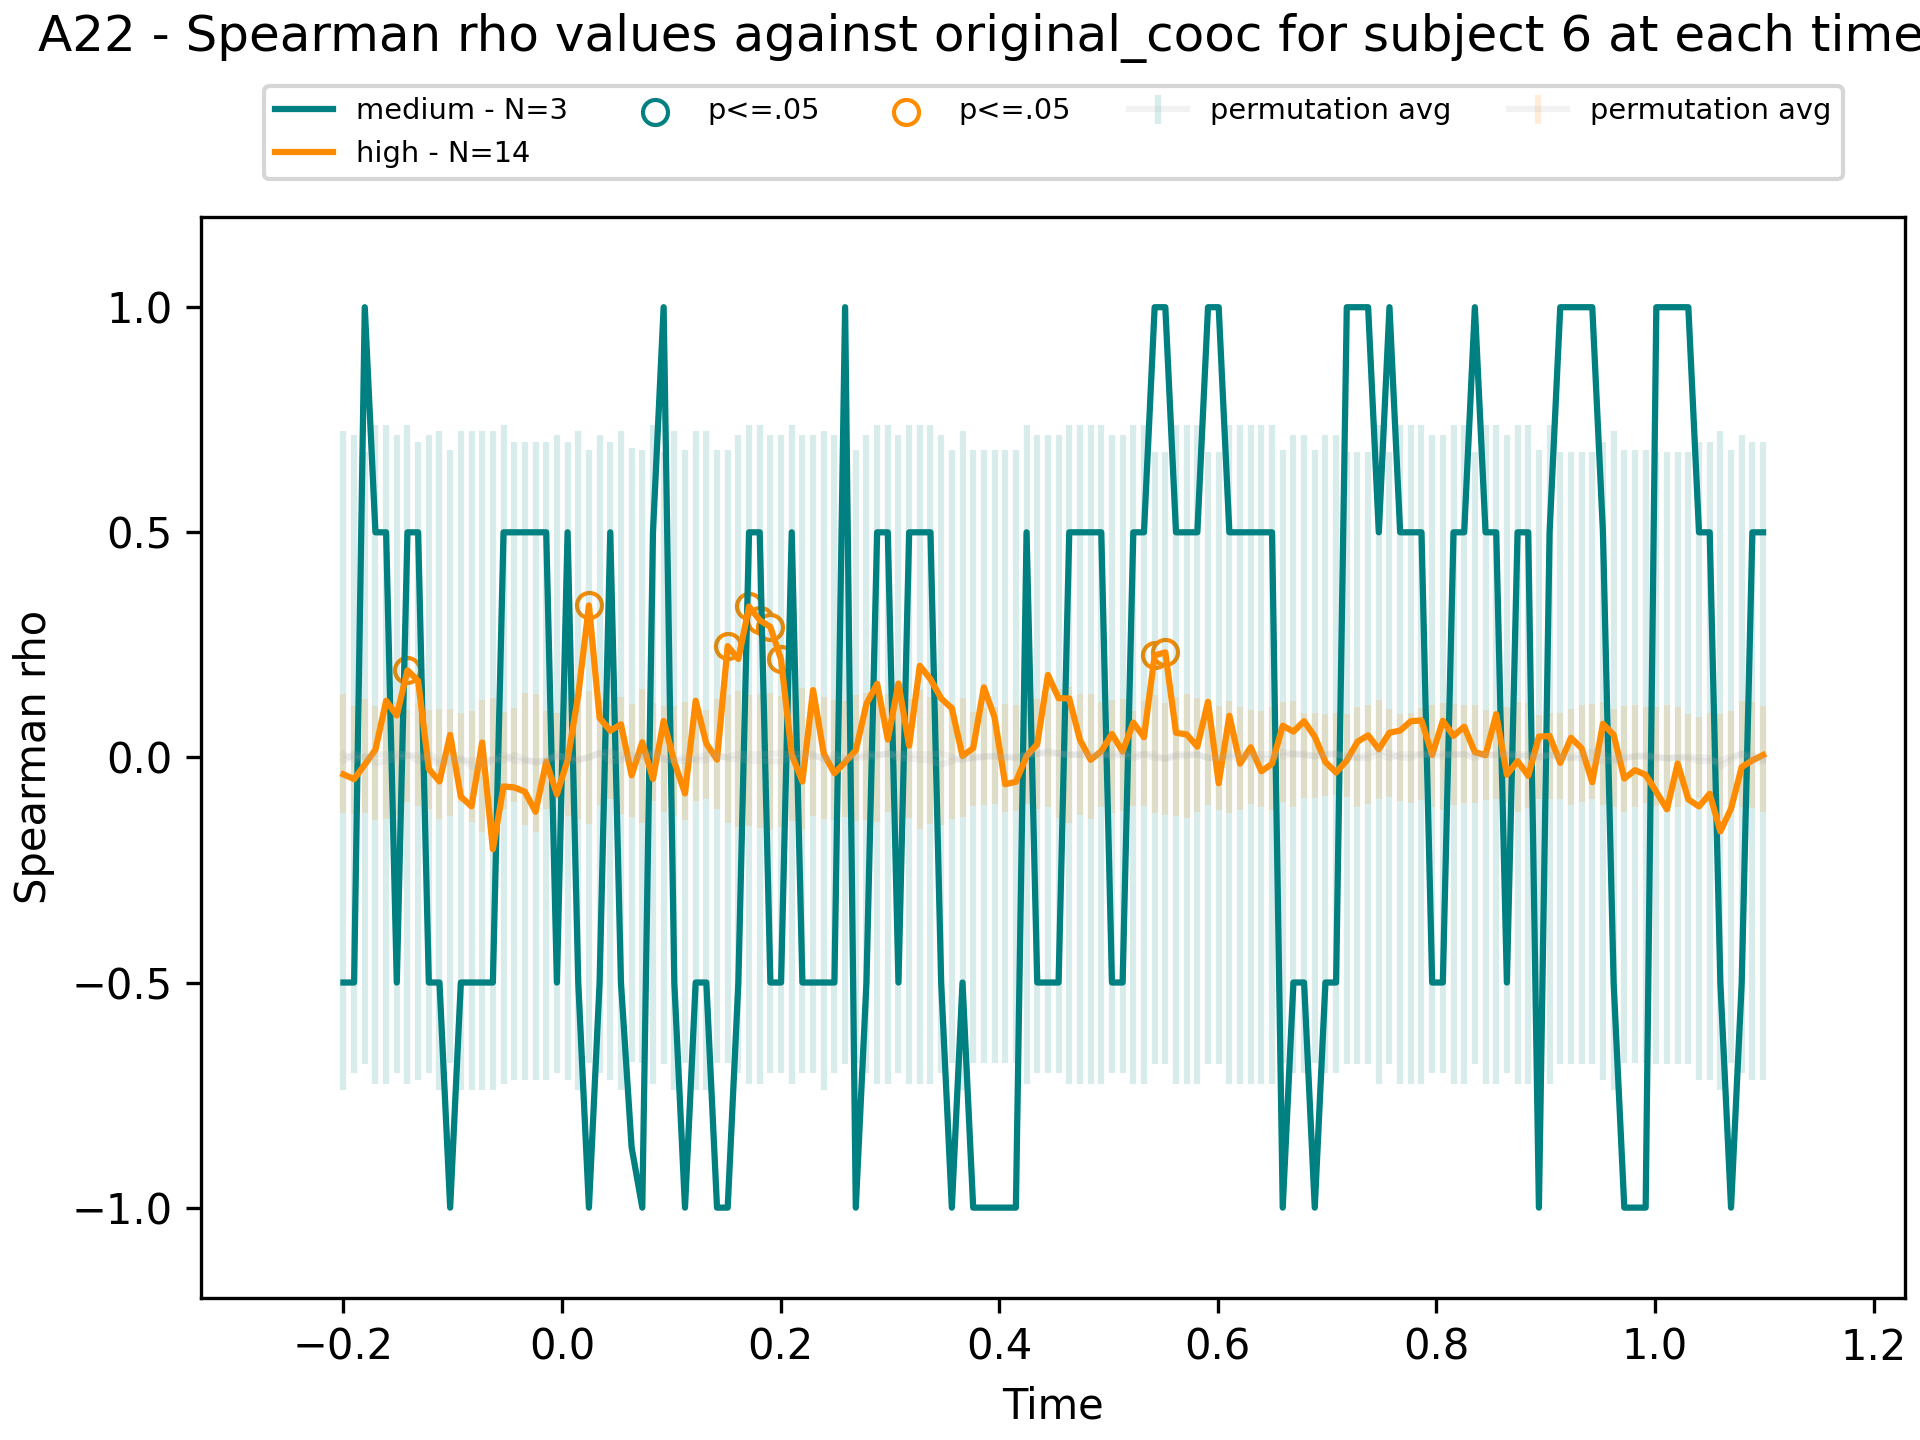 A22 - Spearman rho values against original_cooc for subject 6 at each time
medium - N=3
high - N=14
p<=.05
p<=.05
permutation avg
permutation avg
1.0
0.5
0.0
−0.5
−1.0
Spearman rho
−0.2 0.0 0.2 0.4 0.6 0.8 1.0 1.2
Time